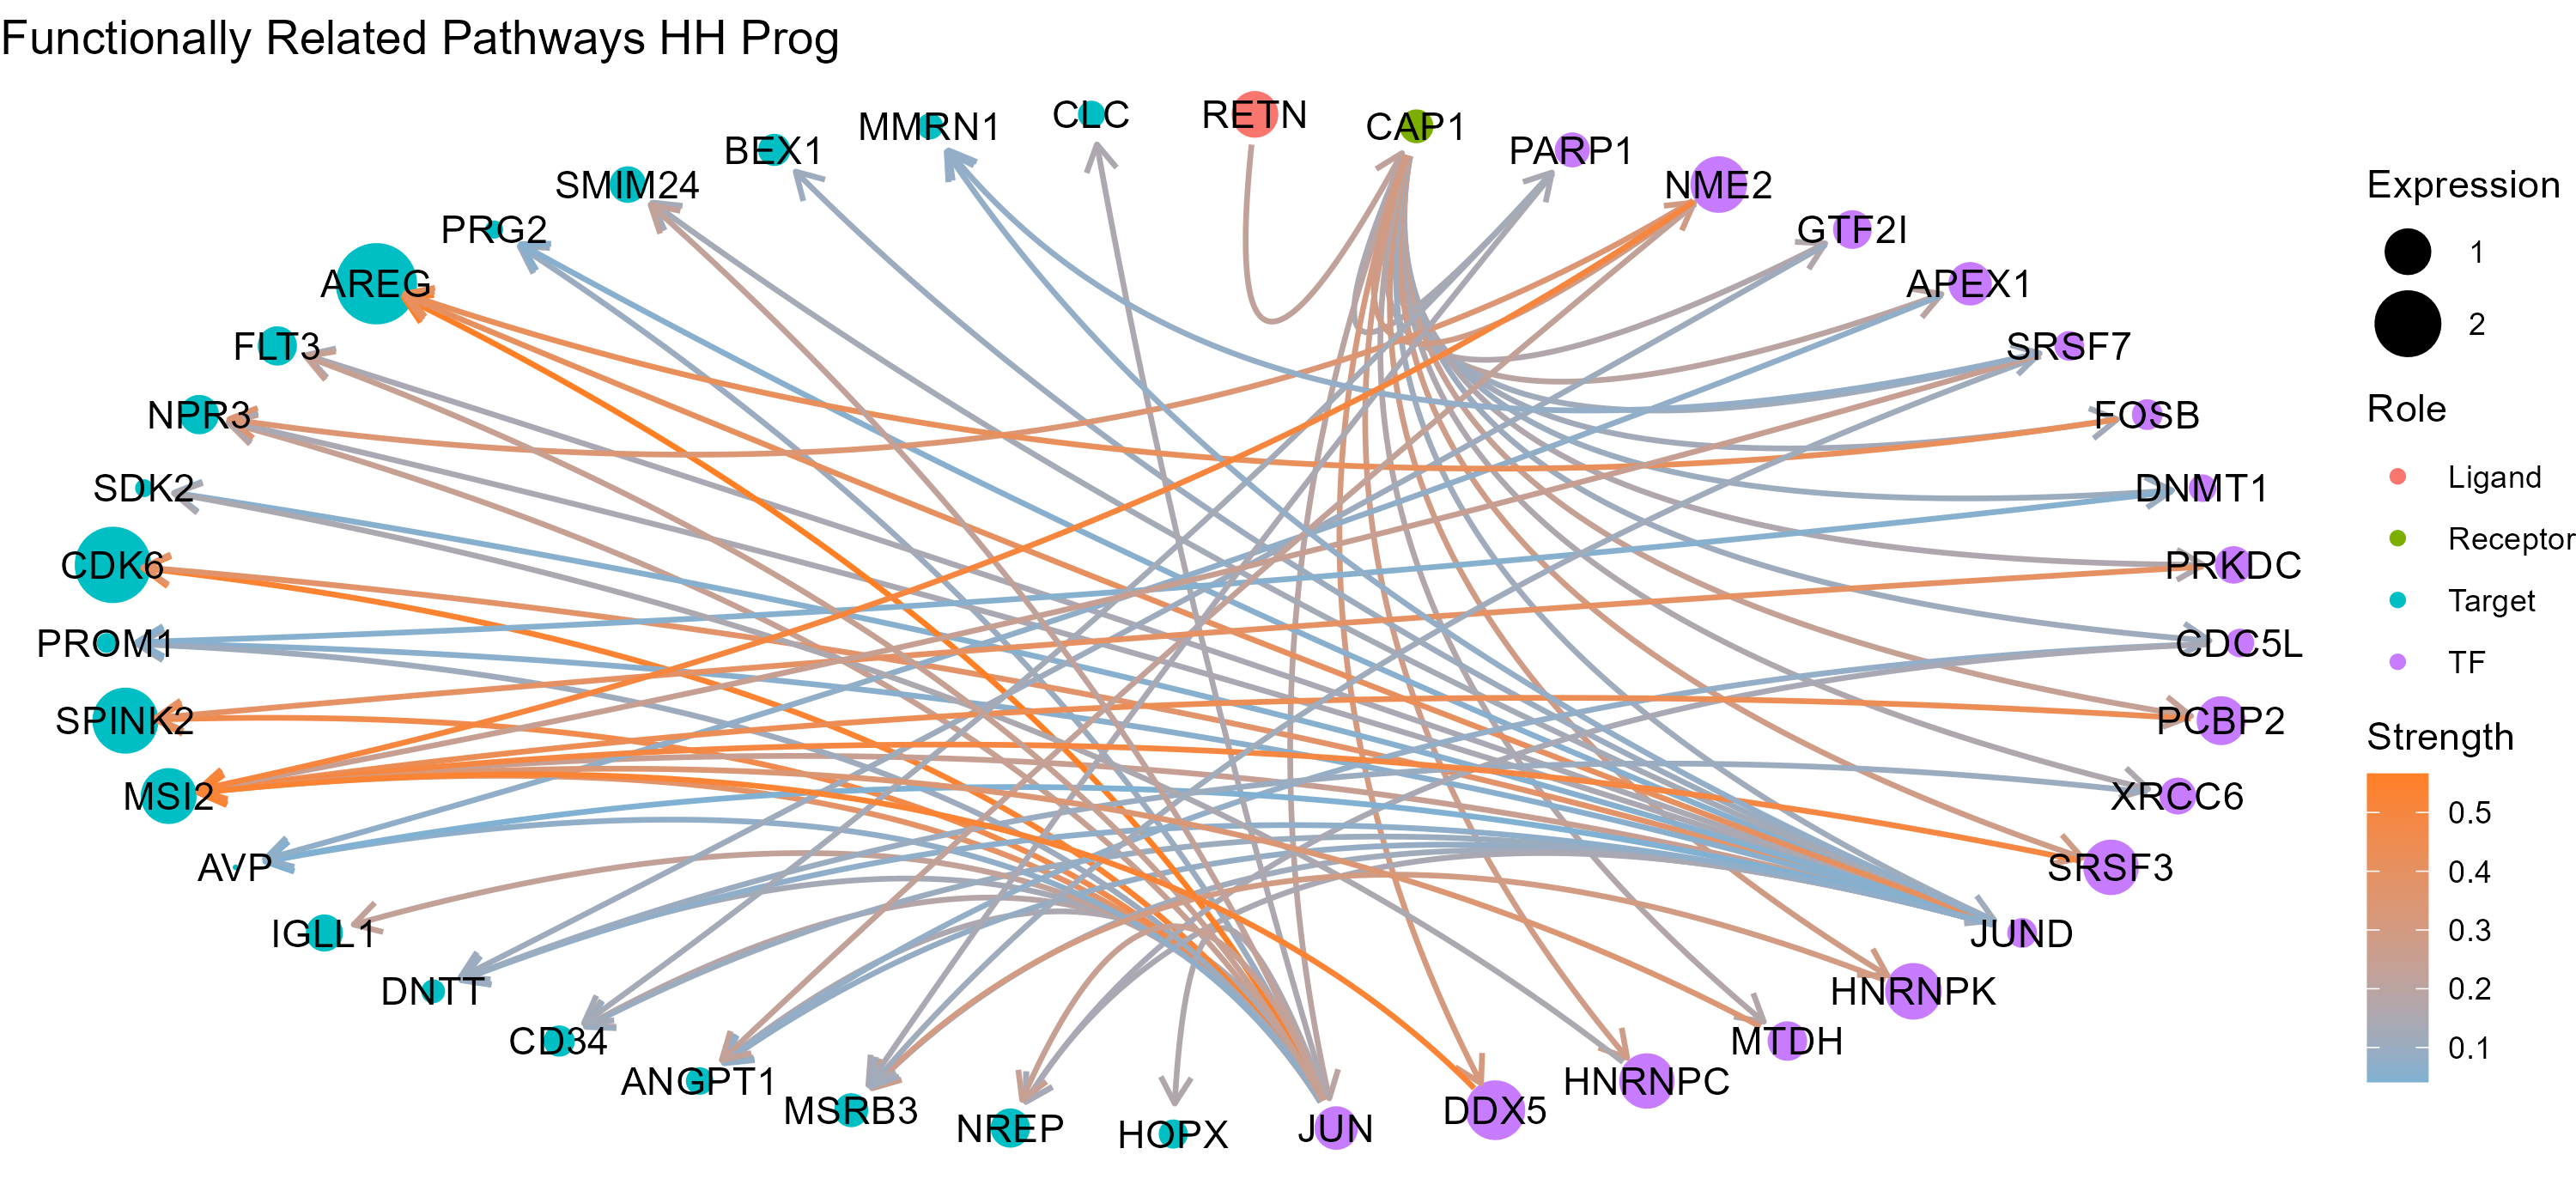 Functionally Related Pathways HH Prog
CLC
RETN
CAP1
MMRN1
PARP1
BEX1
NME2
SMIM24
GTF2I
PRG2
APEX1
AREG
SRSF7
FLT3
FOSB
NPR3
DNMT1
SDK2
PRKDC
CDK6
CDC5L
PROM1
PCBP2
SPINK2
XRCC6
MSI2
SRSF3
AVP
JUND
IGLL1
HNRNPK
DNTT
MTDH
CD34
HNRNPC
ANGPT1
DDX5
MSRB3
JUN
NREP
HOPX
Expression
1
2
Role
Ligand
Receptor
Target
TF
Strength
0.5
0.4
0.3
0.2
0.1